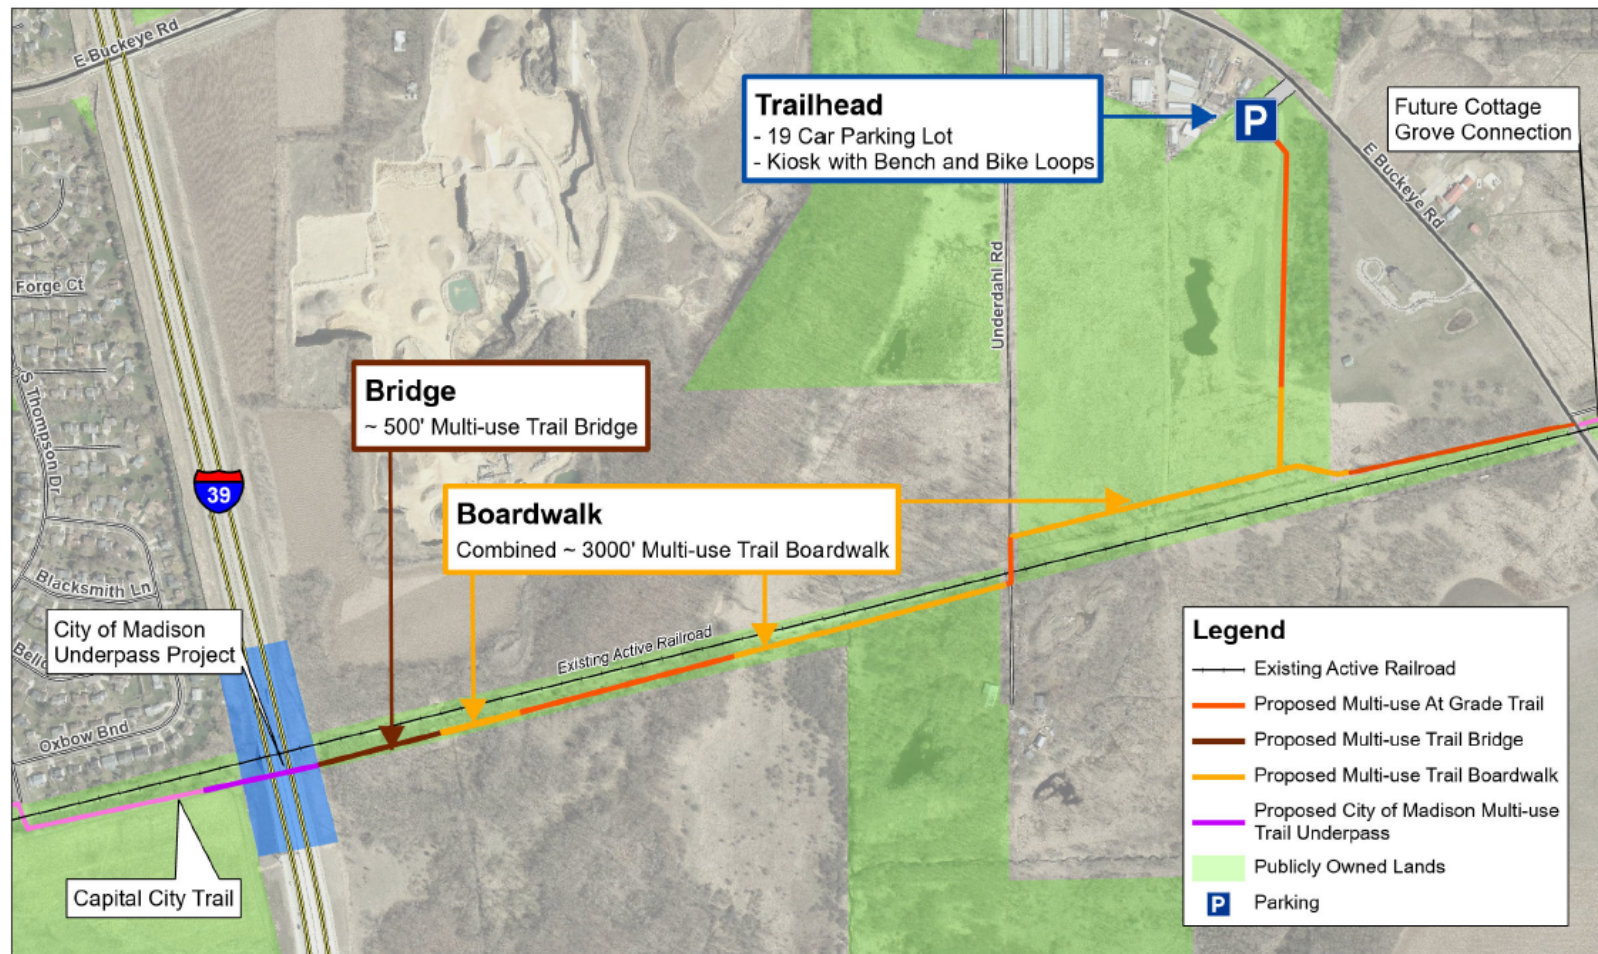 E Buckeye Rd
Trailhead
- 19 Car Parking Lot
- Kiosk with Bench and Bike Loops
P
Future Cottage
Grove Connection
E Buckeye Rd
Underdahl Rd
Forge Ct
S Thompson Dr
Bridge
~ 500' Multi-use Trail Bridge
39
Boardwalk
Combined ~ 3000' Multi-use Trail Boardwalk
Blacksmith Ln
City of Madison
Underpass Project
Existing Active Railroad
Oxbow Bnd
Capital City Trail
Legend
Existing Active Railroad
Proposed Multi-use At Grade Trail
Proposed Multi-use Trail Bridge
Proposed Multi-use Trail Boardwalk
Proposed City of Madison Multi-use
Trail Underpass
Publicly Owned Lands
P Parking